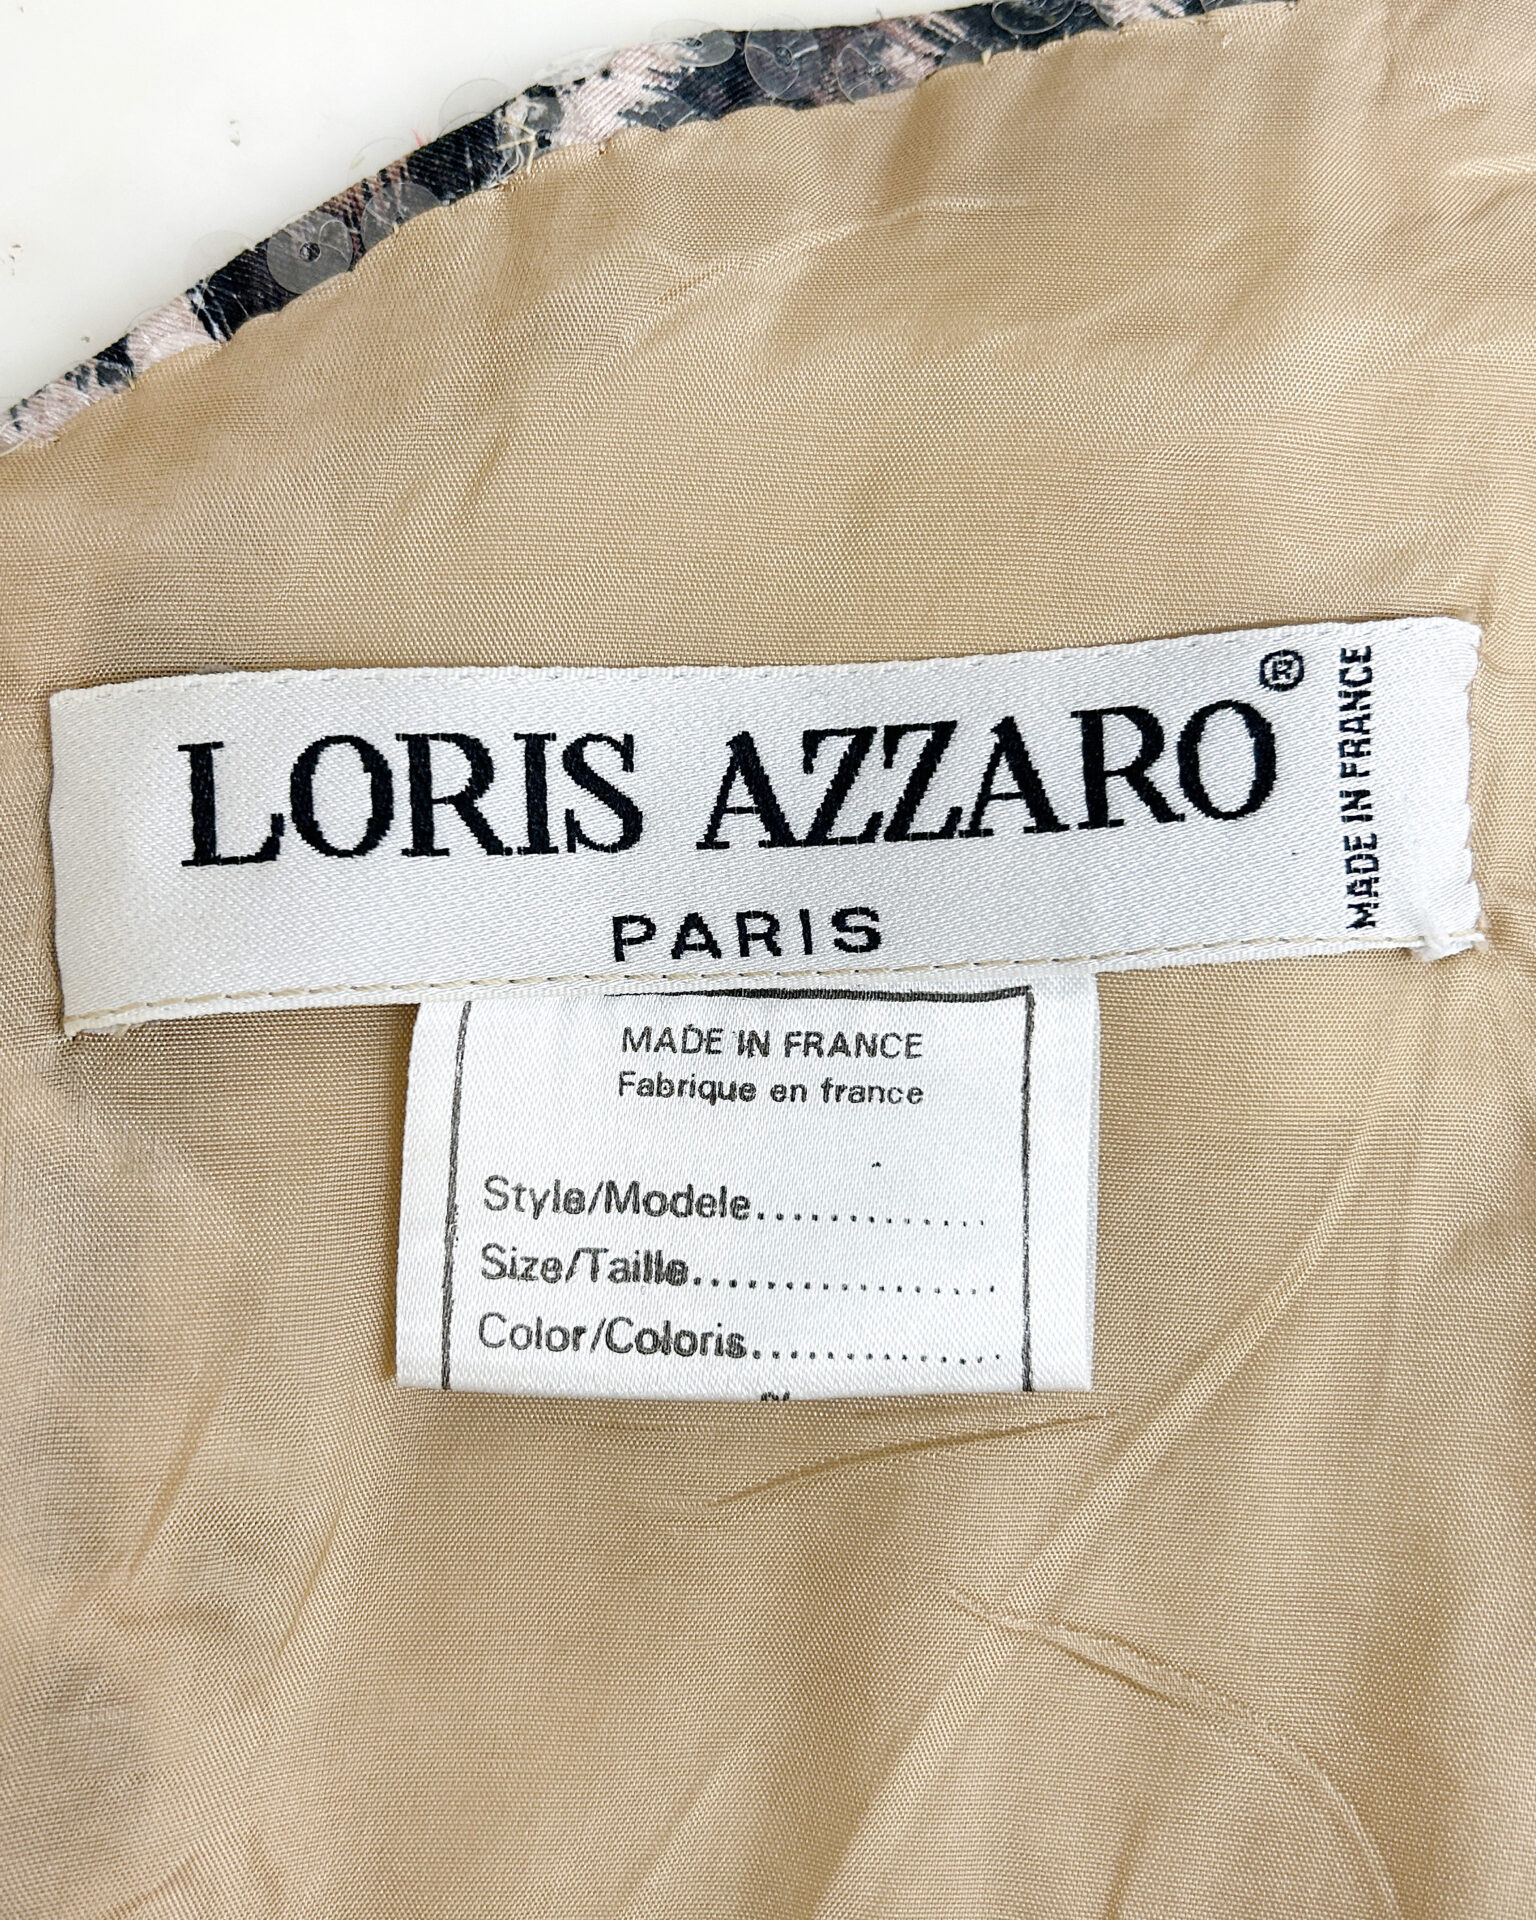 LORIS AZZARO ®
PARIS
MADE IN FRANCE
MADE IN FRANCE
Fabrique en france
Style/Modele..............
Size/Taille.................
Color/Coloris..............